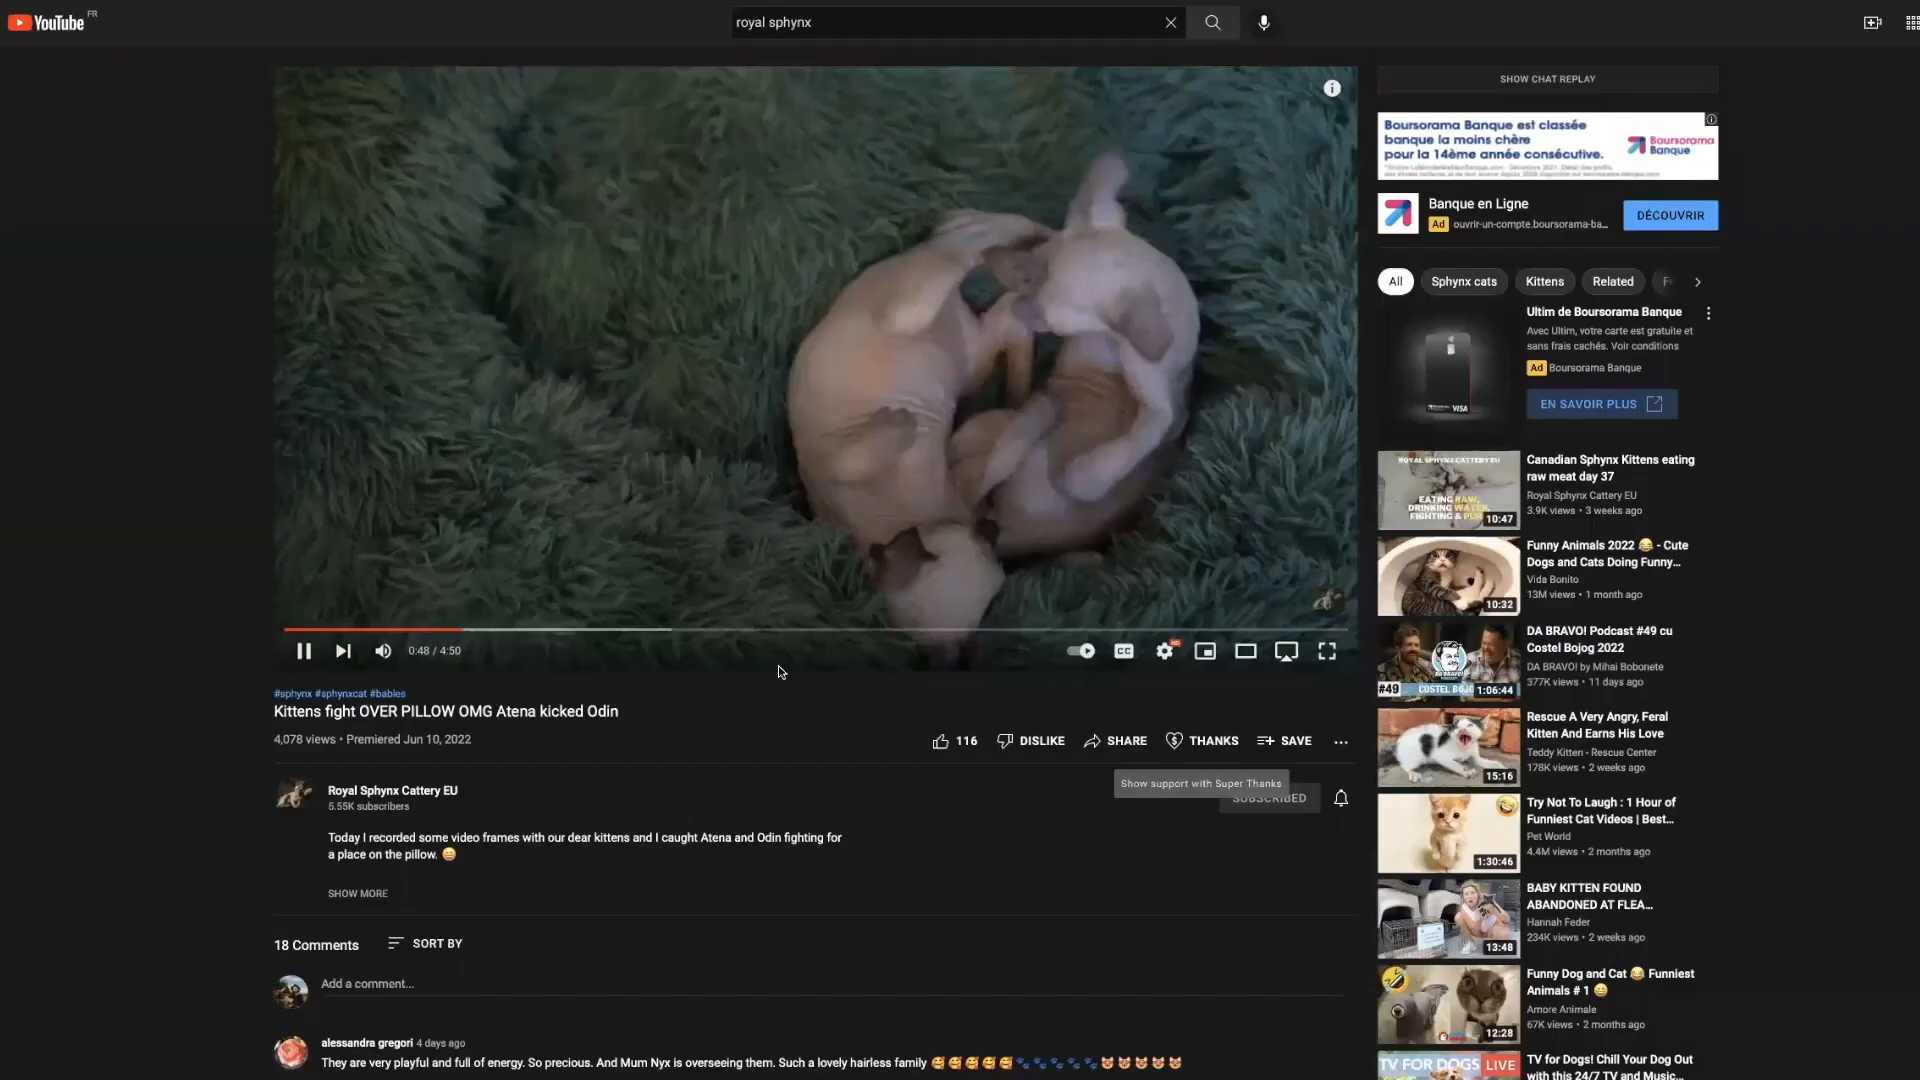 YouTube FR
royal sphynx
SHOW CHAT REPLAY
Boursorama Banque est classée
banque la moins chère
pour la 14ème année consécutive.
Boursorama
Banque
Banque en Ligne
Ad ouvrir-un-compte.boursorama-ba...
DÉCOUVRIR
All Sphynx cats Kittens Related
Ultim de Boursorama Banque
Avec Ultim, votre carte est gratuite et
sans frais cachés. Voir conditions
Ad Boursorama Banque
EN SAVOIR PLUS
VISA
ROYAL SPHYNX CATTERY EU
EATING RAW,
DRINKING WATER,
FIGHTING &
10:47
Canadian Sphynx Kittens eating
raw meat day 37
Royal Sphynx Cattery EU
3.9K views • 3 weeks ago
10:32
Funny Animals 2022 😂 - Cute
Dogs and Cats Doing Funny...
Vida Bonito
13M views • 1 month ago
DA BRAVO! Podcast #49 cu
Costel Bojog 2022
DA BRAVO! by Mihai Bobonete
377K views • 11 days ago
#49 COSTEL BOJO 1:06:44
15:16
Rescue A Very Angry, Feral
Kitten And Earns His Love
Teddy Kitten - Rescue Center
178K views • 2 weeks ago
1:30:46
Try Not To Laugh : 1 Hour of
Funniest Cat Videos | Best...
Pet World
4.4M views • 2 months ago
13:48
BABY KITTEN FOUND
ABANDONED AT FLEA...
Hannah Feder
234K views • 2 weeks ago
12:28
Funny Dog and Cat 😂 Funniest
Animals # 1 😄
Amore Animale
67K views • 2 months ago
TV FOR DOGS LIVE
TV for Dogs! Chill Your Dog Out
with this 24/7 TV and Music...
0:48 / 4:50
CC
HD
#sphynx #sphynxcat #babies
Kittens fight OVER PILLOW OMG Atena kicked Odin
4,078 views • Premiered Jun 10, 2022
116 DISLIKE SHARE THANKS SAVE ...
Show support with Super Thanks
SUBSCRIBED
Royal Sphynx Cattery EU
5.55K subscribers
Today I recorded some video frames with our dear kittens and I caught Atena and Odin fighting for
a place on the pillow. 😄
SHOW MORE
18 Comments SORT BY
Add a comment...
alessandra gregori 4 days ago
They are very playful and full of energy. So precious. And Mum Nyx is overseeing them. Such a lovely hairless family 🥰🥰🥰🥰🥰🐾🐾🐾🐾🐾😻😻😻😻😻